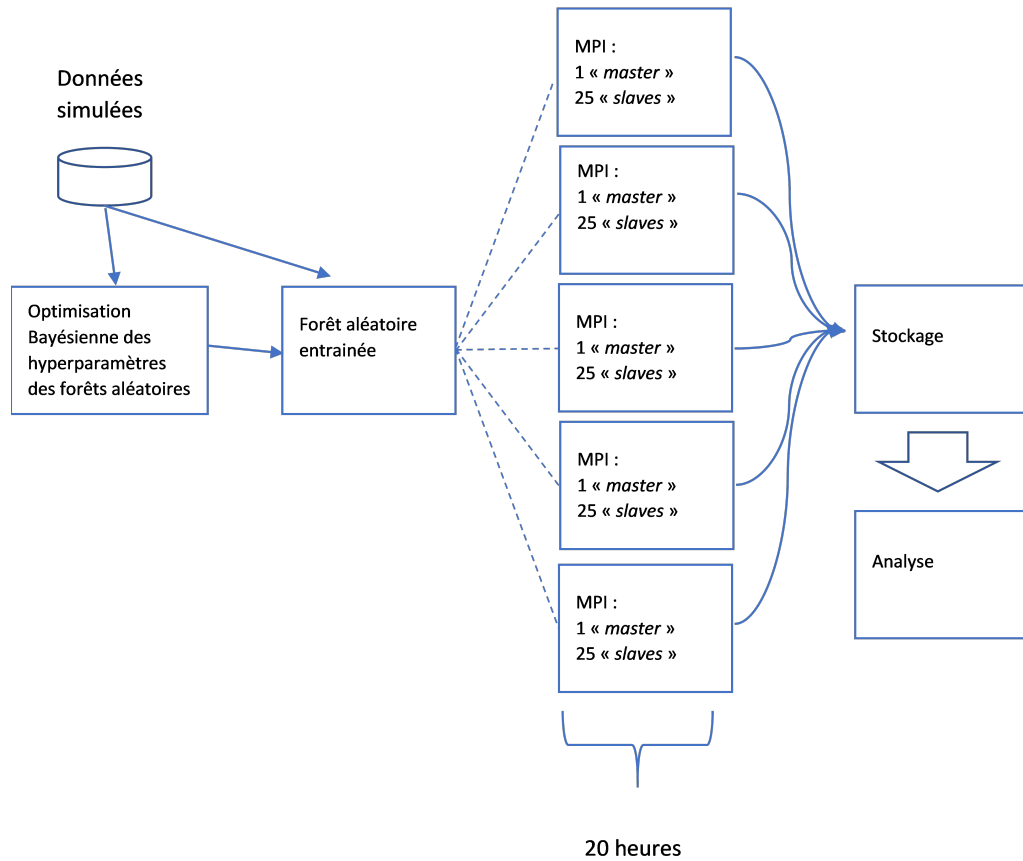 Données
simulées
Optimisation
Bayésienne des
hyperparamètres
des forêts aléatoires
Forêt aléatoire
entrainée
MPI :
1 « master »
25 « slaves »
MPI :
1 « master »
25 « slaves »
MPI :
1 « master »
25 « slaves »
MPI :
1 « master »
25 « slaves »
MPI :
1 « master »
25 « slaves »
Stockage
Analyse
20 heures